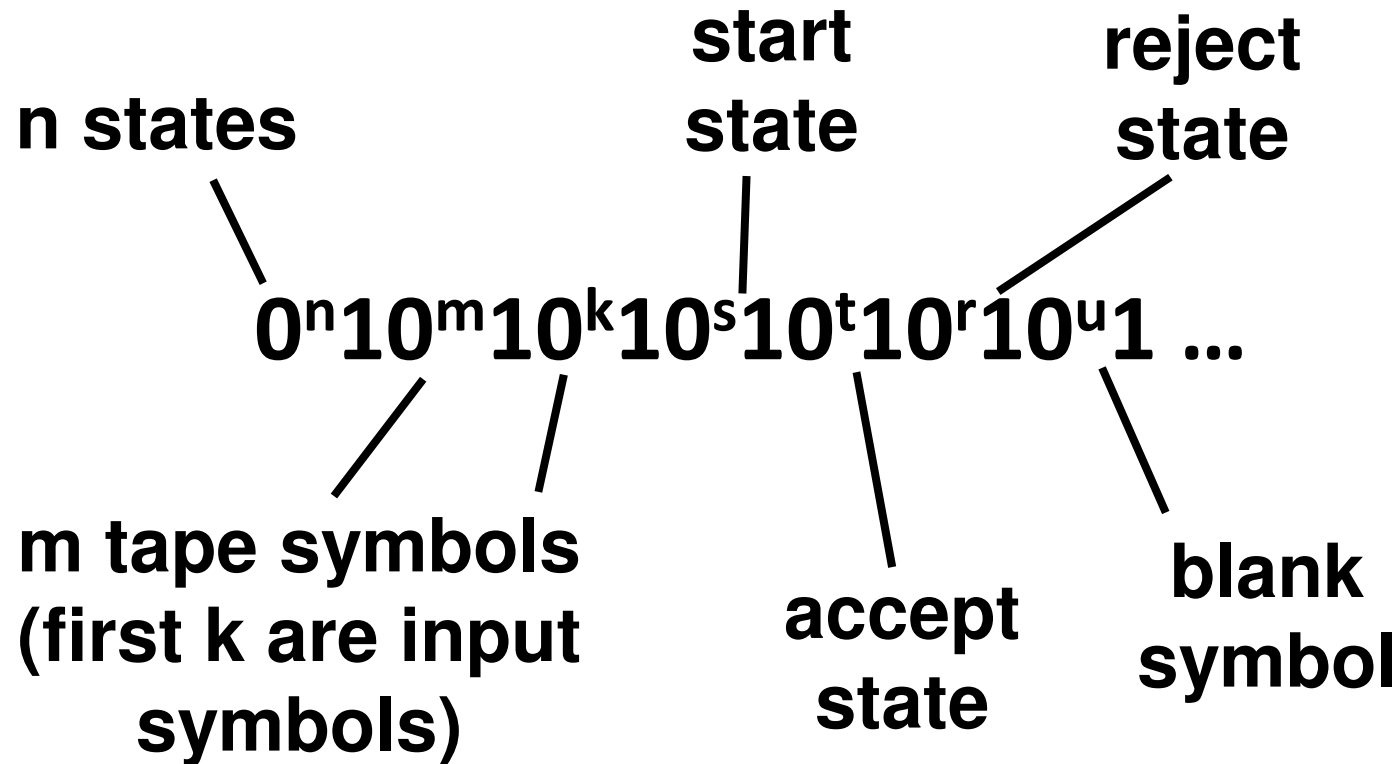 start
state
reject
state
n states
0ⁿ10ᵐ10ᵏ10ˢ10ᵗ10ʳ10ᵘ1 ...
m tape symbols
(first k are input
symbols)
accept
state
blank
symbol